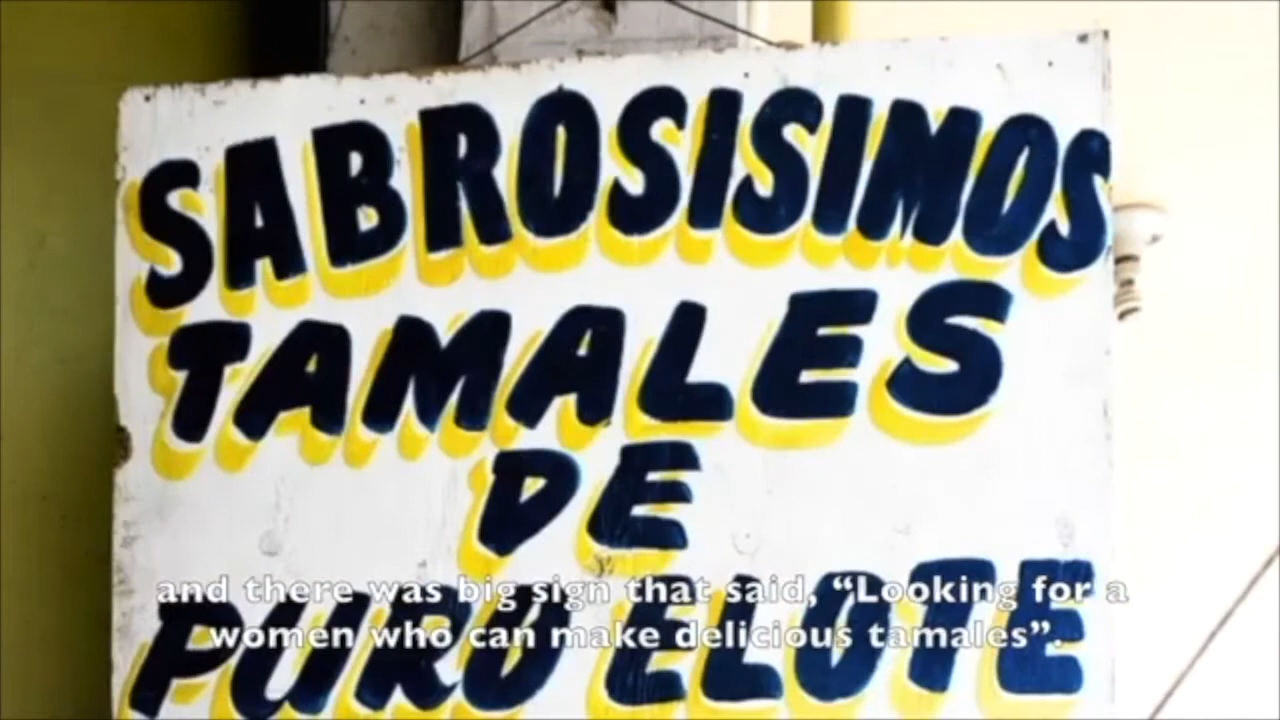 SABROSISIMOS
TAMALES
DE
PURO ELOTE
and there was big sign that said, “Looking for a
women who can make delicious tamales”.